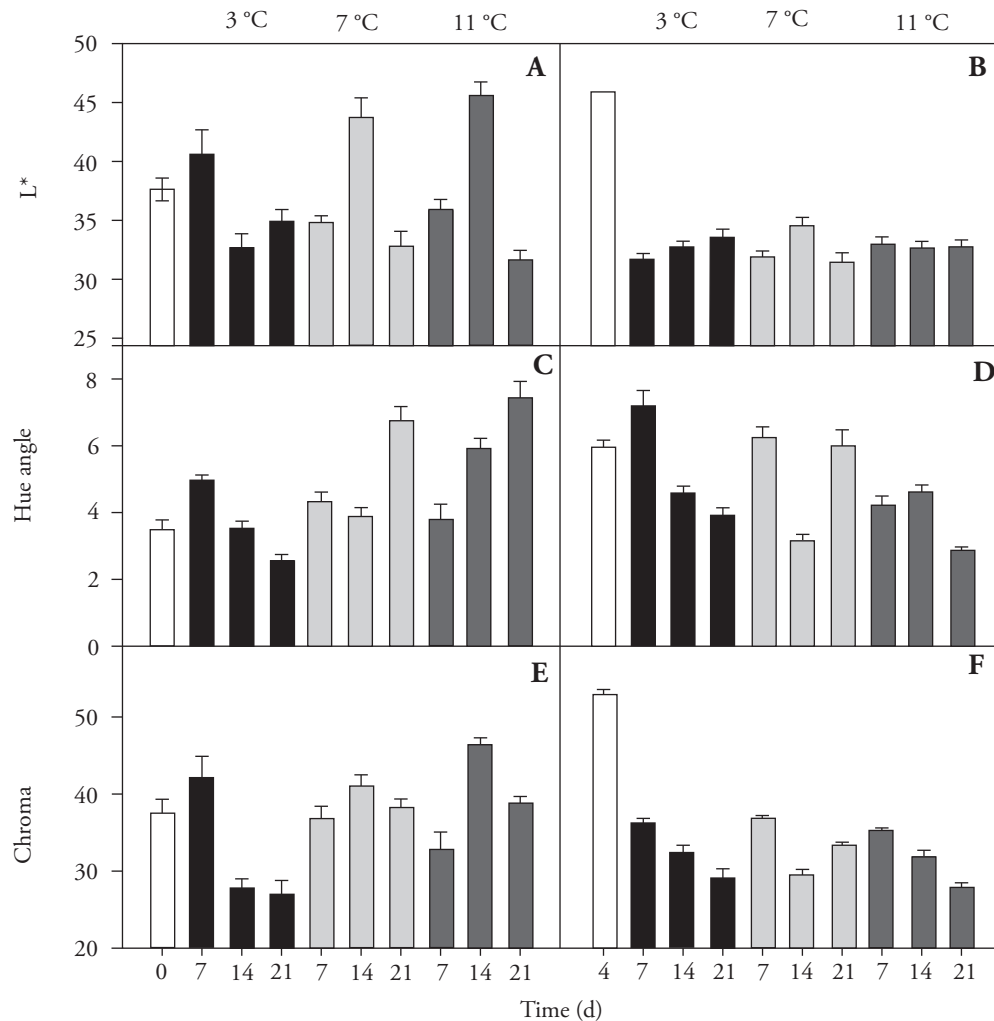 3 °C 7 °C 11 °C 3 °C 7 °C 11 °C
50
A
B
45
40
L*
35
30
25
8
C
D
6
Hue angle
4
2
0
E
F
50
40
Chroma
30
20
0 7 14 21 7 14 21 7 14 21 4 7 14 21 7 14 21 7 14 21
Time (d)